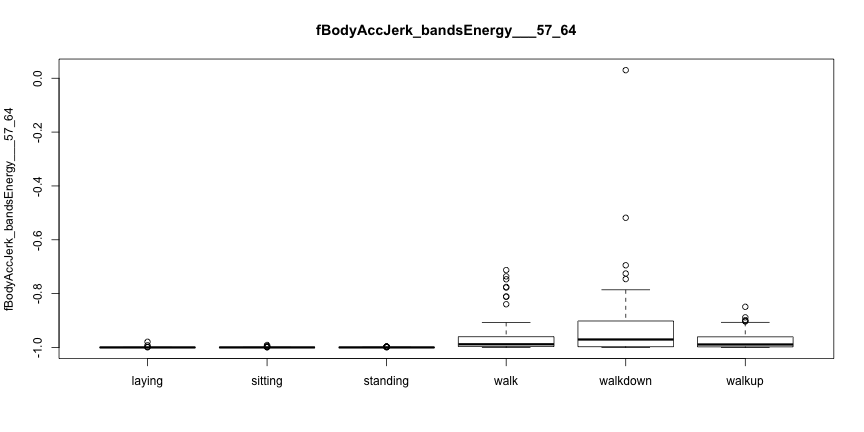 fBodyAccJerk_bandsEnergy___57_64
fBodyAccJerk_bandsEnergy___57_64
0.0
-0.2
-0.4
-0.6
-0.8
-1.0
laying sitting standing walk walkdown walkup